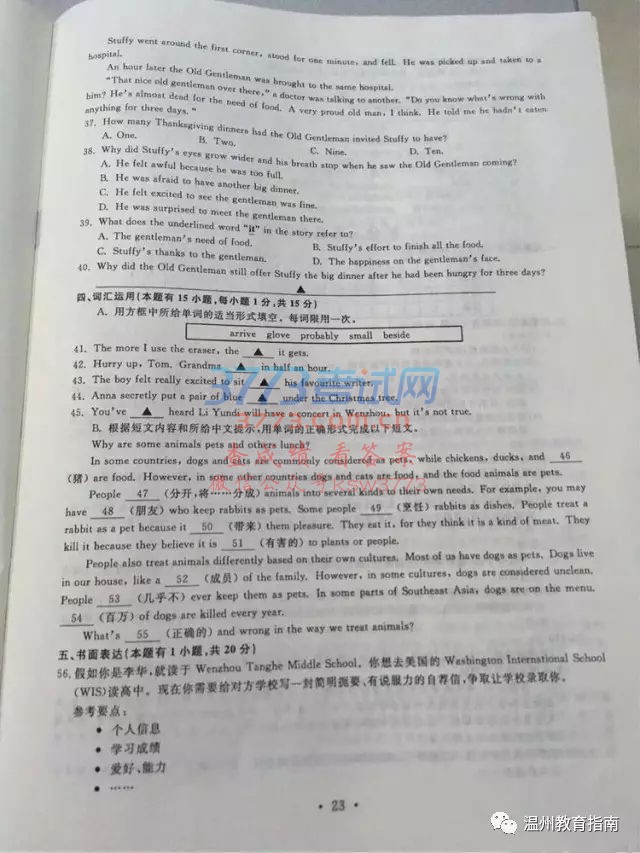 Stuffy went around the first corner, stood for one minute, and fell. He was picked up and taken to a
hospital.
An hour later the Old Gentleman was brought to the same hospital.
"That nice old gentleman over there," a doctor was talking to another. "Do you know what's wrong with
him? He's almost dead for the need of food. A very proud old man, I think. He told me he hadn't eaten
anything for three days."
37. How many Thanksgiving dinners had the Old Gentleman invited Stuffy to have?
A. One. B. Two. C. Nine. D. Ten.
38. Why did Stuffy's eyes grow wider and his breath stop when he saw the Old Gentleman coming?
A. He felt awful because he was too full.
B. He was afraid to have another big dinner.
C. He felt excited to see the gentleman was fine.
D. He was surprised to meet the gentleman there.
39. What does the underlined word "it" in the story refer to?
A. The gentleman's need of food. B. Stuffy's effort to finish all the food.
C. Stuffy's thanks to the gentleman. D. The happiness on the gentleman's face.
40. Why did the Old Gentleman still offer Stuffy the big dinner after he had been hungry for three days?
▲
四、词汇运用(本题有 15 小题,每小题 1 分,共 15 分)
A. 用方框中所给单词的适当形式填空。每词限用一次。
arrive glove probably small beside
41. The more I use the eraser, the ▲ it gets.
42. Hurry up, Tom. Grandma ▲ in half an hour.
43. The boy felt really excited to sit ▲ his favourite writer.
44. Anna secretly put a pair of blue ▲ under the Christmas tree.
45. You've ▲ heard Li Yundi will have a concert in Wenzhou, but it's not true.
B. 根据短文内容和所给中文提示,用单词的正确形式完成以下短文。
Why are some animals pets and others lunch?
In some countries, dogs and cats are commonly considered as pets, while chickens, ducks, and 46
(猪) are food. However, in some other countries dogs and cats are food, and the food animals are pets.
People 47 (分开,将……分成) animals into several kinds to their own needs. For example, you may
have 48 (朋友) who keep rabbits as pets. Some people 49 (烹饪) rabbits as dishes. People treat a
rabbit as a pet because it 50 (带来) them pleasure. They eat it, for they think it is a kind of meat. They
kill it because they believe it is 51 (有害的) to plants or people.
People also treat animals differently based on their own cultures. Most of us have dogs as pets. Dogs live
in our house, like a 52 (成员) of the family. However, in some cultures, dogs are considered unclean.
People 53 (几乎不) ever keep them as pets. In some parts of Southeast Asia, dogs are on the menu.
54 (百万) of dogs are killed every year.
What's 55 (正确的) and wrong in the way we treat animals?
五、书面表达(本题有 1 小题,共 20 分)
56. 假如你是李华,就读于 Wenzhou Tanghe Middle School。你想去美国的 Washington International School
(WIS)读高中。现在你需要给对方学校写一封简明扼要、有说服力的自荐信,争取让学校录取你。
参考要点:
• 个人信息
• 学习成绩
• 爱好、能力
• ……
• 23 •
3773考试网
查成绩 看答案
温州教育指南